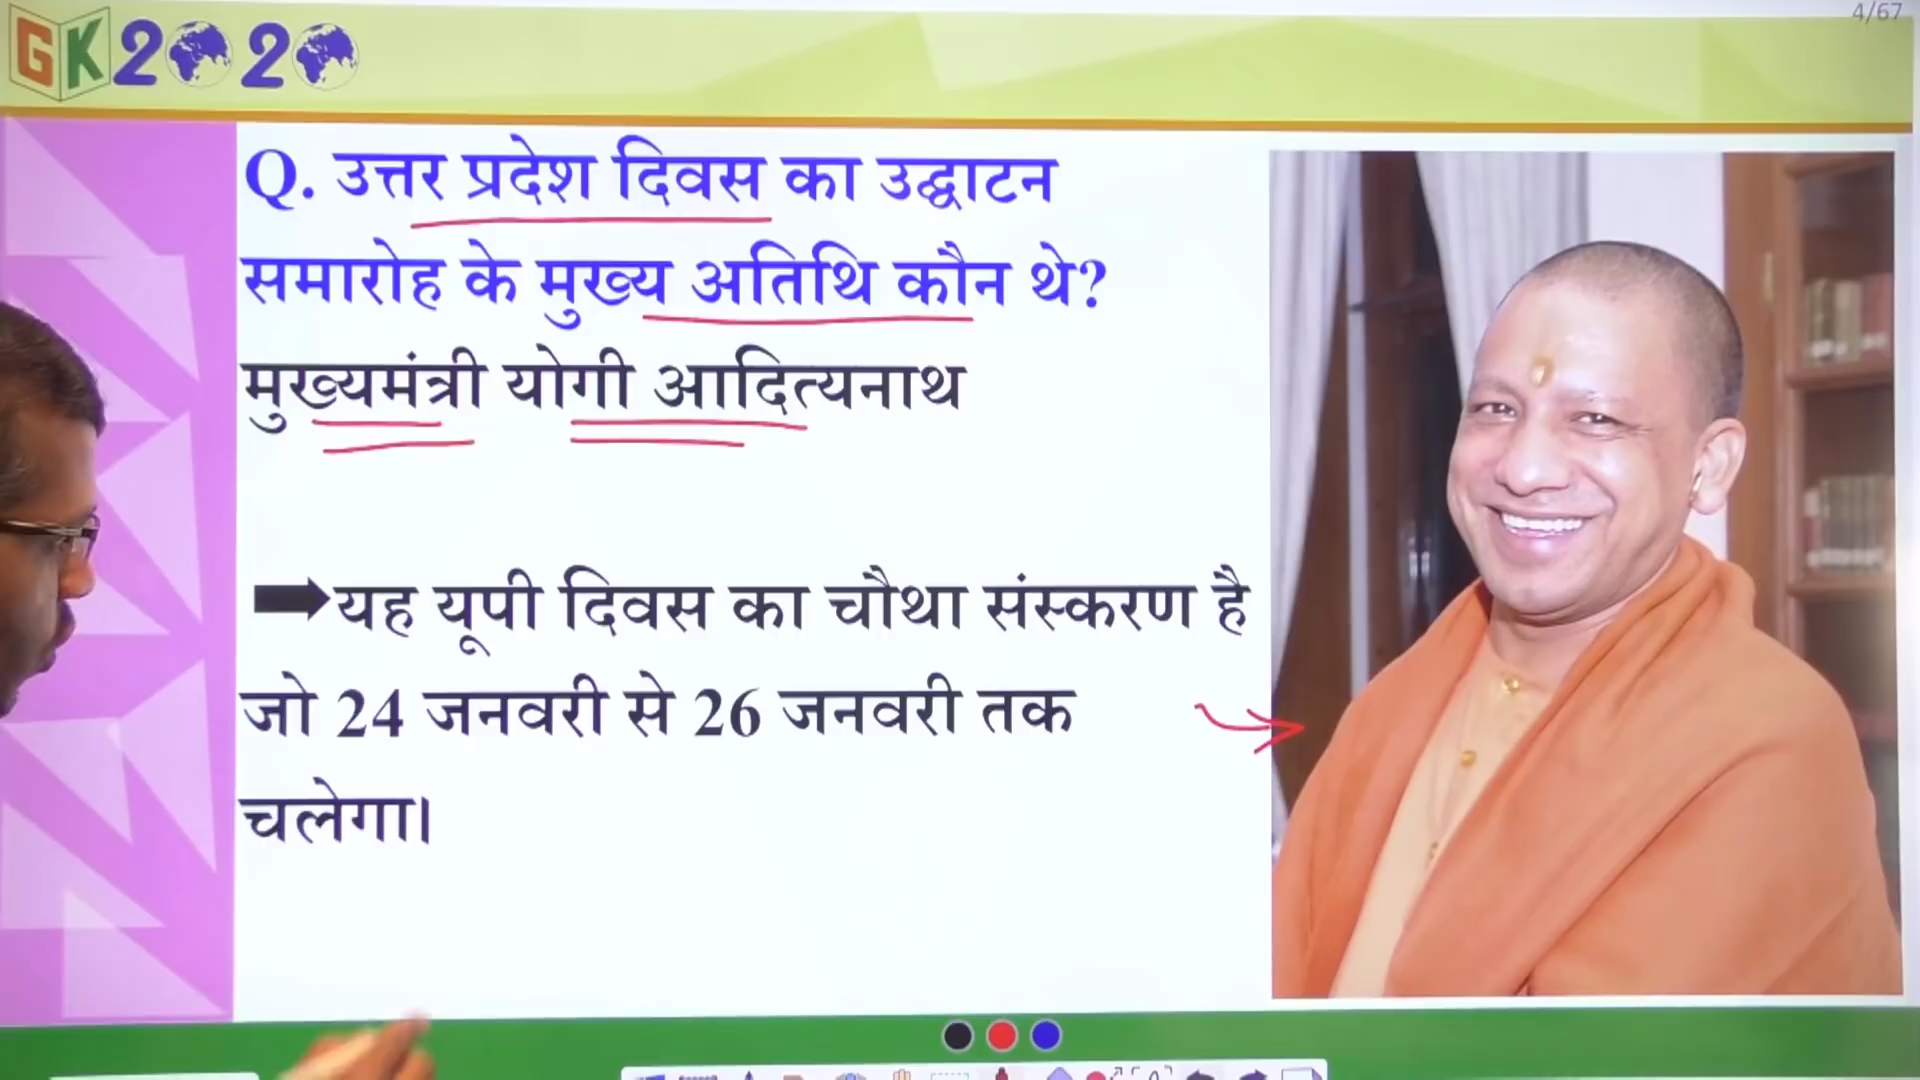 4/67
GK2020
Q. उत्तर प्रदेश दिवस का उद्घाटन
समारोह के मुख्य अतिथि कौन थे?
मुख्यमंत्री योगी आदित्यनाथ
यह यूपी दिवस का चौथा संस्करण है
जो 24 जनवरी से 26 जनवरी तक
चलेगा।